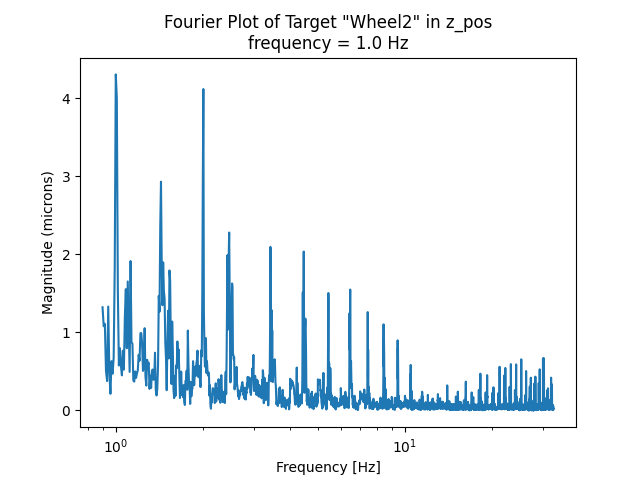 Fourier Plot of Target "Wheel2" in z_pos
frequency = 1.0 Hz
4
3
2
1
0
Magnitude (microns)
10⁰
10¹
Frequency [Hz]